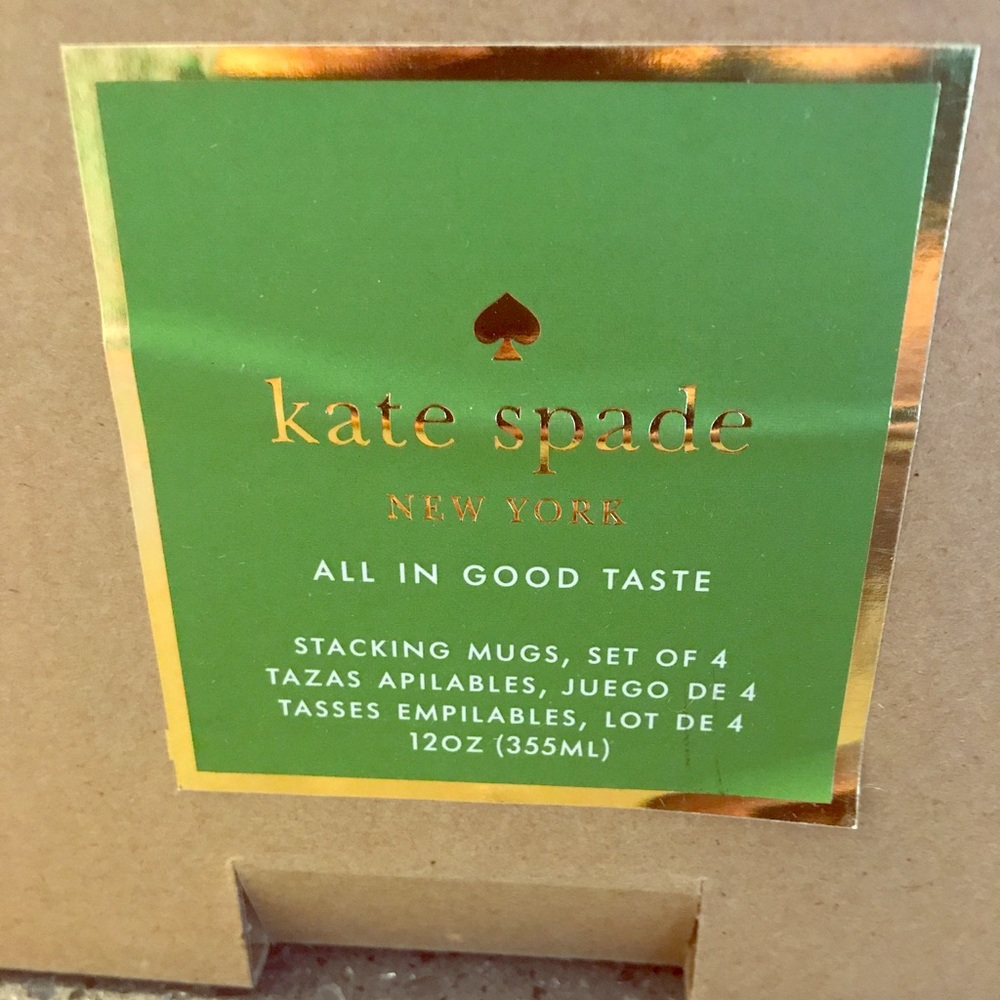 kate spade
NEW YORK
ALL IN GOOD TASTE
STACKING MUGS, SET OF 4
TAZAS APILABLES, JUEGO DE 4
TASSES EMPILABLES, LOT DE 4
12OZ (355ML)